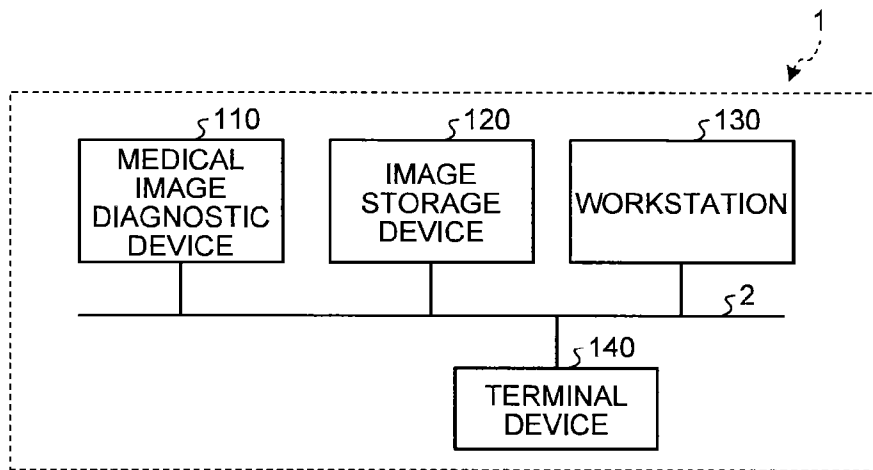 1
110
MEDICAL
IMAGE
DIAGNOSTIC
DEVICE
120
IMAGE
STORAGE
DEVICE
130
WORKSTATION
2
140
TERMINAL
DEVICE